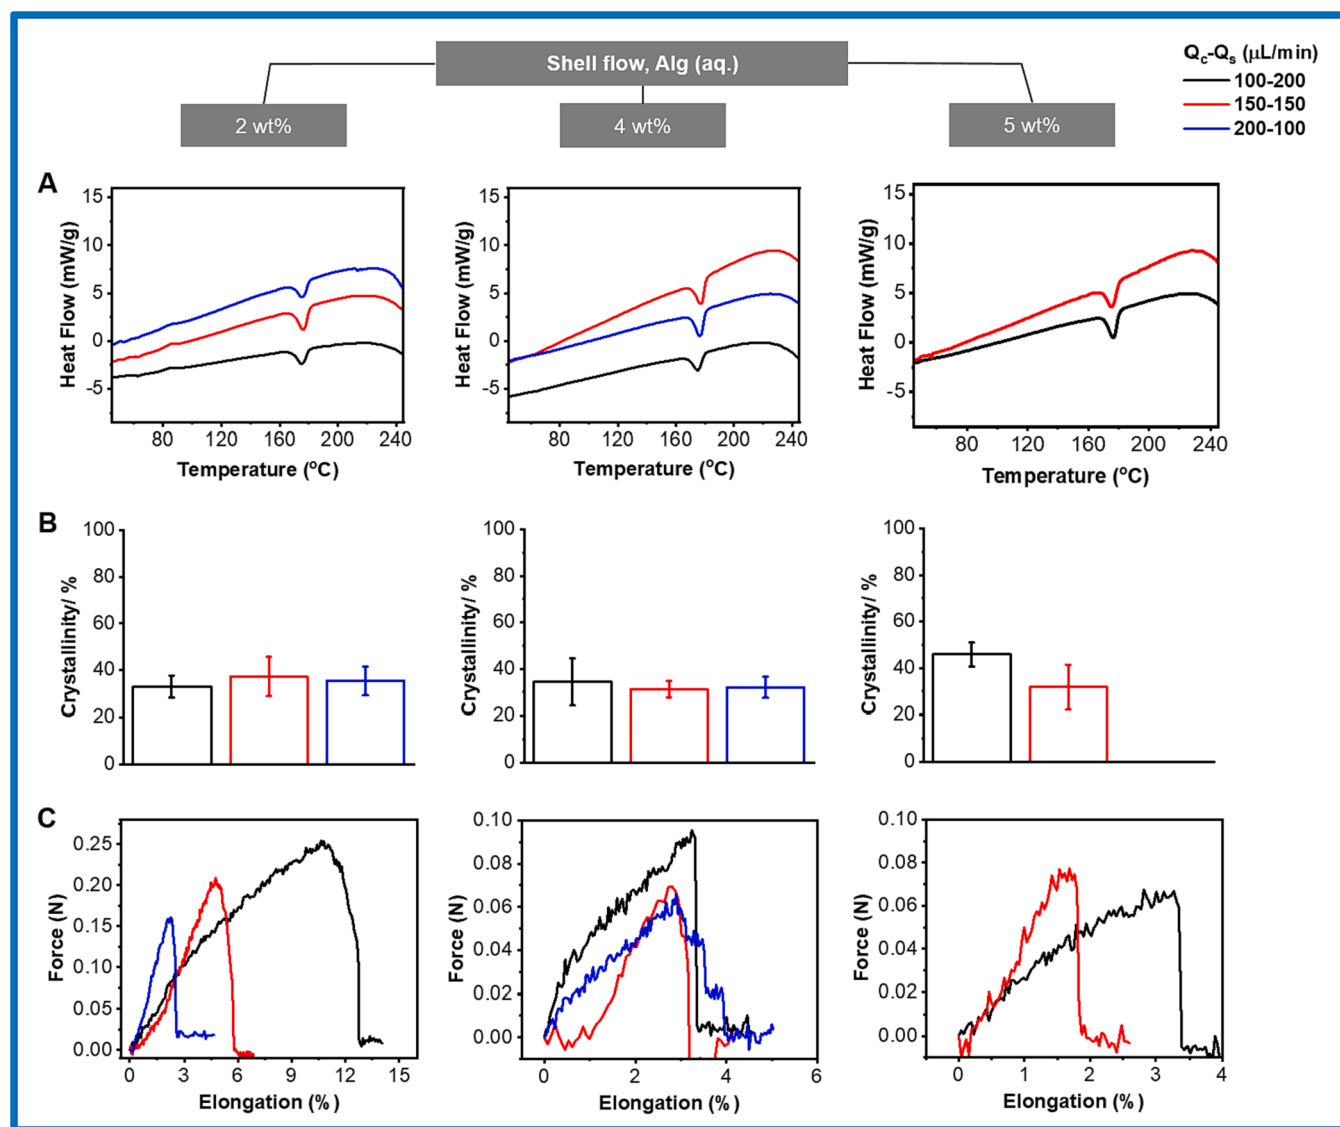 Shell flow, Alg (aq.)
2 wt%
4 wt%
5 wt%
Qc-Qs (μL/min)
100-200
150-150
200-100
A
Heat Flow (mW/g)
15
10
5
0
-5
80 120 160 200 240
Temperature (°C)
Heat Flow (mW/g)
15
10
5
0
-5
80 120 160 200 240
Temperature (°C)
Heat Flow (mW/g)
15
10
5
0
-5
80 120 160 200 240
Temperature (°C)
B
Crystallinity/ %
100
80
60
40
20
0
Crystallinity/ %
100
80
60
40
20
0
Crystallinity/ %
100
80
60
40
20
0
C
Force (N)
0.25
0.20
0.15
0.10
0.05
0.00
0 3 6 9 12 15
Elongation (%)
Force (N)
0.10
0.08
0.06
0.04
0.02
0.00
0 2 4 6
Elongation (%)
Force (N)
0.10
0.08
0.06
0.04
0.02
0.00
0 1 2 3 4
Elongation (%)